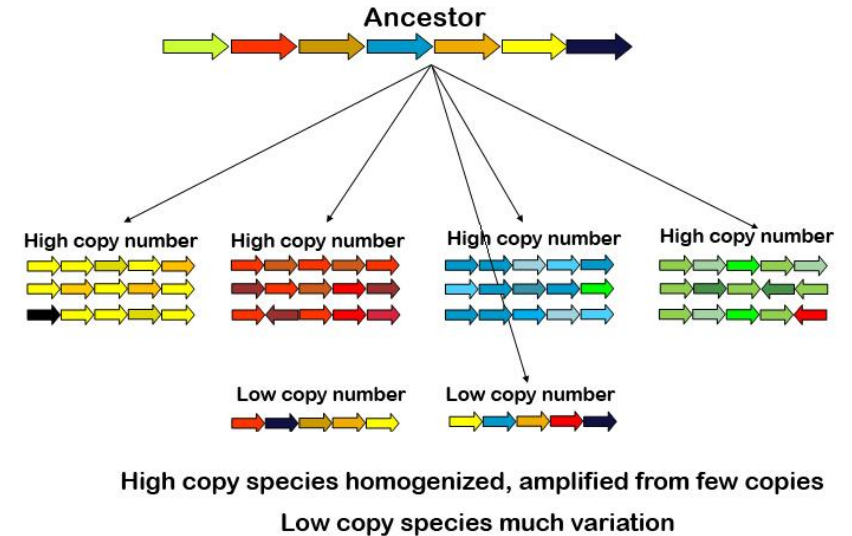 Ancestor
High copy number
High copy number
High copy number
High copy number
Low copy number
Low copy number
High copy species homogenized, amplified from few copies
Low copy species much variation